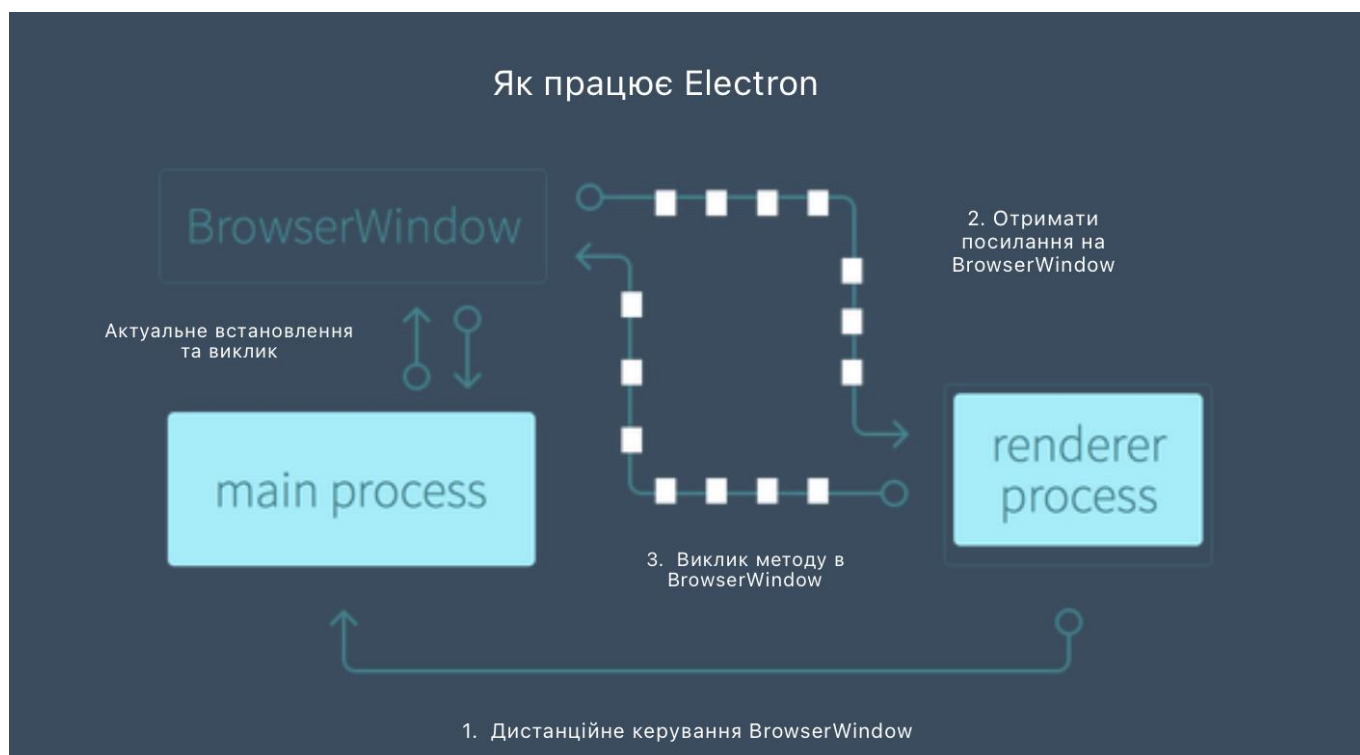 Як працює Electron
BrowserWindow
2. Отримати
посилання на
BrowserWindow
Актуальне встановлення
та виклик
main process
renderer
process
3. Виклик методу в
BrowserWindow
1. Дистанційне керування BrowserWindow